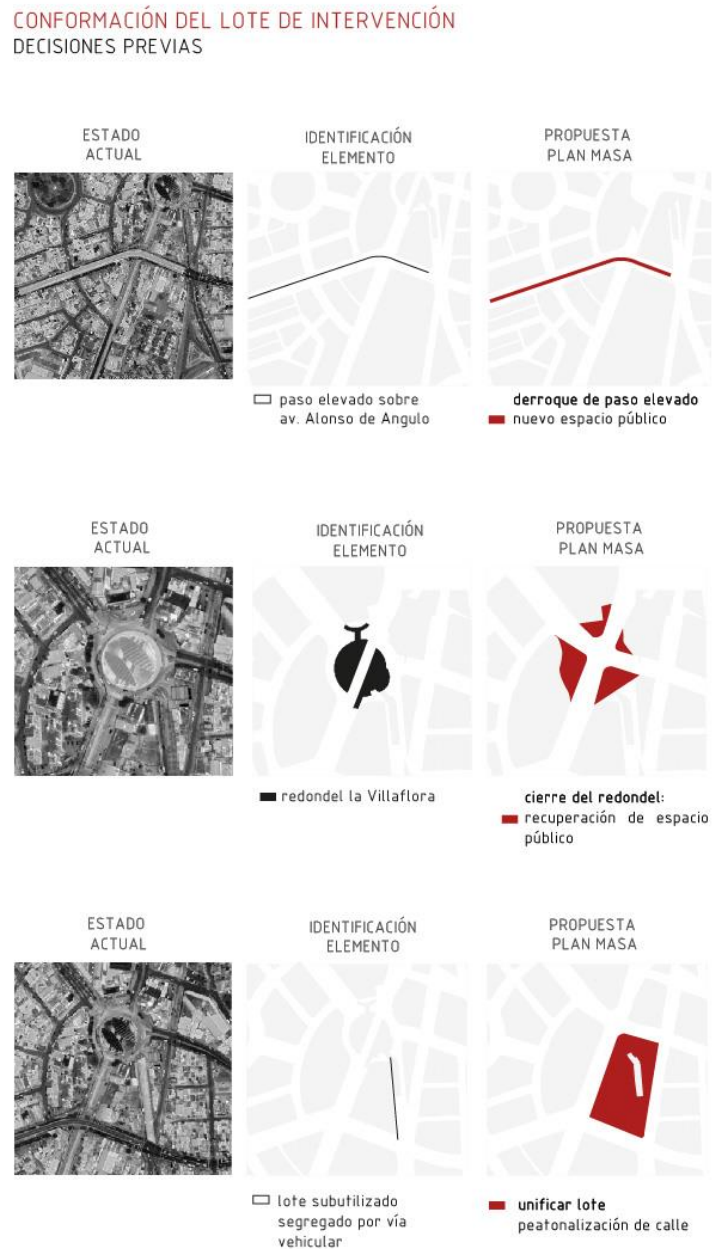 CONFORMACIÓN DEL LOTE DE INTERVENCIÓN
DECISIONES PREVIAS
ESTADO
ACTUAL
IDENTIFICACIÓN
ELEMENTO
PROPUESTA
PLAN MASA
paso elevado sobre
av. Alonso de Angulo
derroque de paso elevado
nuevo espacio público
ESTADO
ACTUAL
IDENTIFICACIÓN
ELEMENTO
PROPUESTA
PLAN MASA
redondel la Villaflora
cierre del redondel:
recuperación de espacio
público
ESTADO
ACTUAL
IDENTIFICACIÓN
ELEMENTO
PROPUESTA
PLAN MASA
lote subutilizado
segregado por vía
vehicular
unificar lote
peatonalización de calle